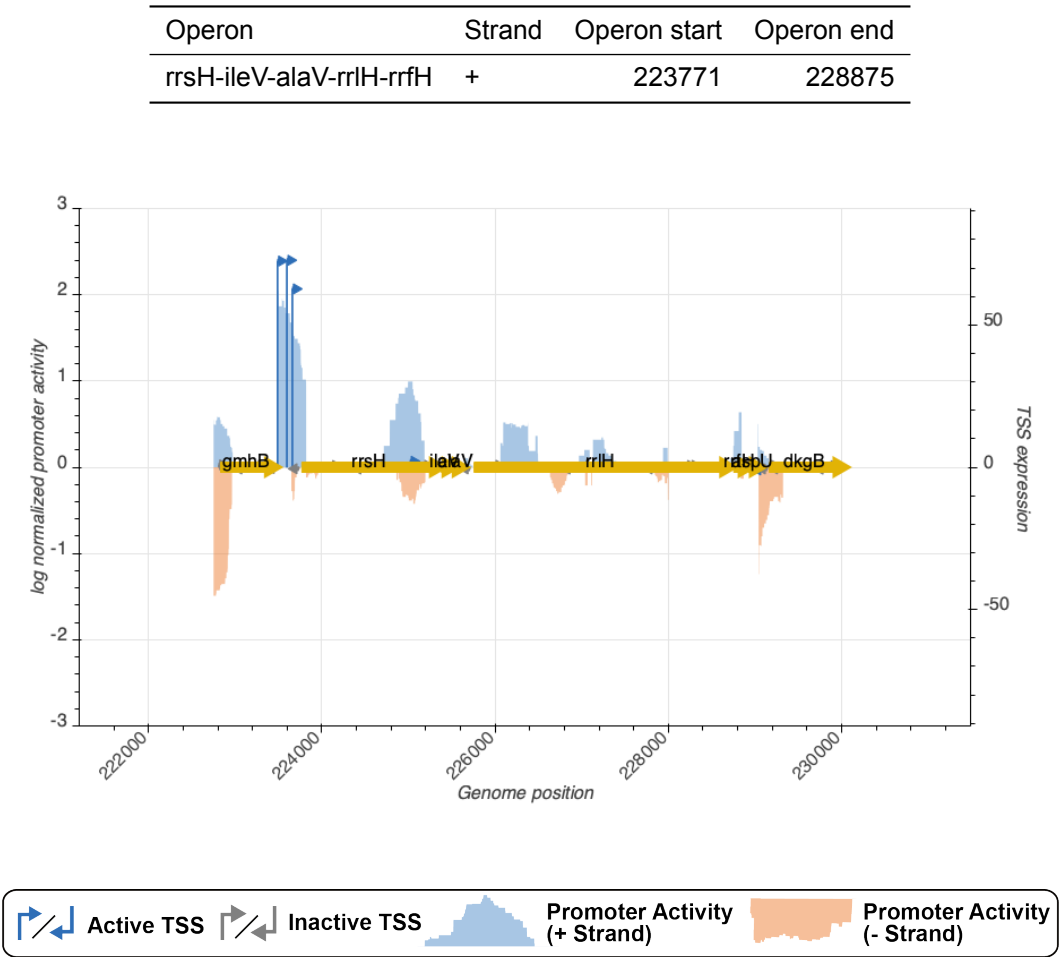 Operon Strand Operon start Operon end
rrsH-ileV-alaV-rrlH-rrfH + 223771 228875
3
2
1
0
-1
-2
-3
log normalized promoter activity
50
0
-50
TSS expression
gmhB rrsH rrlH dkgB
222000 224000 226000 228000 230000
Genome position
Active TSS
Inactive TSS
Promoter Activity
(+ Strand)
Promoter Activity
(- Strand)